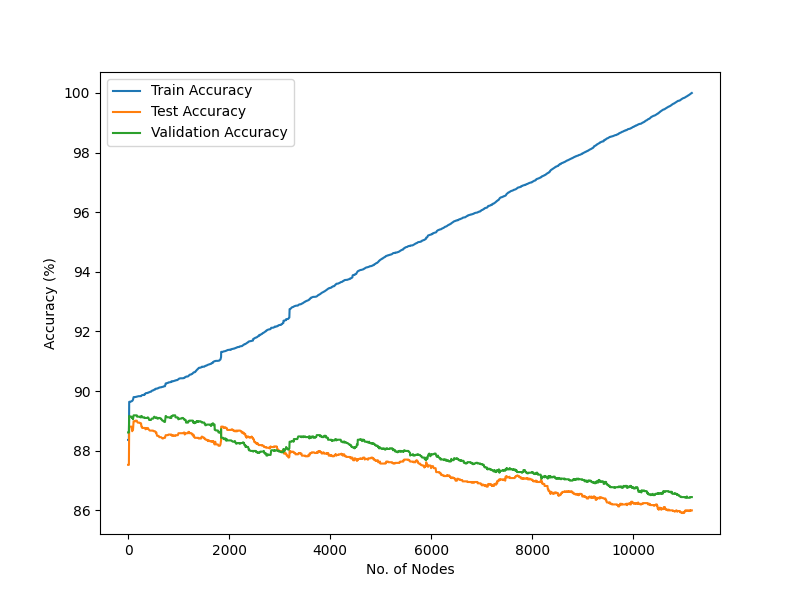 Train Accuracy
Test Accuracy
Validation Accuracy
100
98
96
94
92
90
88
86
Accuracy (%)
0 2000 4000 6000 8000 10000
No. of Nodes